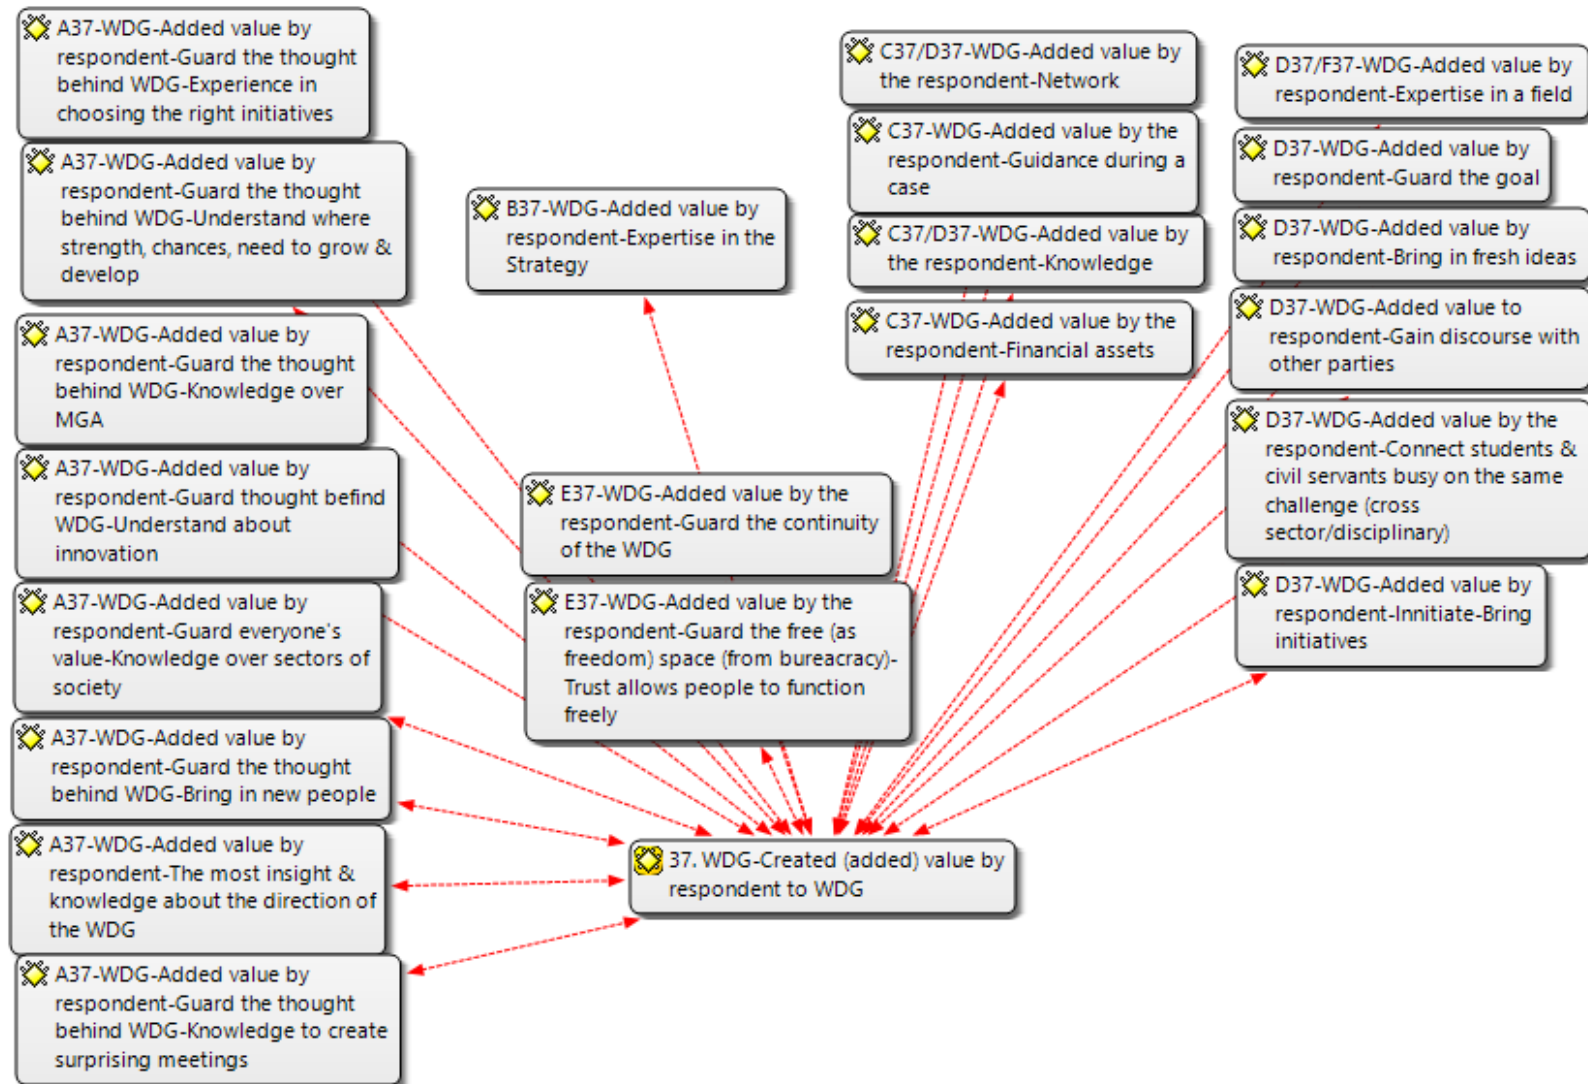 A37-WDG-Added value by
respondent-Guard the thought
behind WDG-Experience in
choosing the right initiatives
A37-WDG-Added value by
respondent-Guard the thought
behind WDG-Understand where
strength, chances, need to grow &
develop
A37-WDG-Added value by
respondent-Guard the thought
behind WDG-Knowledge over
MGA
A37-WDG-Added value by
respondent-Guard thought befind
WDG-Understand about
innovation
A37-WDG-Added value by
respondent-Guard everyone's
value-Knowledge over sectors of
society
A37-WDG-Added value by
respondent-Guard the thought
behind WDG-Bring in new people
A37-WDG-Added value by
respondent-The most insight &
knowledge about the direction of
the WDG
A37-WDG-Added value by
respondent-Guard the thought
behind WDG-Knowledge to create
surprising meetings
B37-WDG-Added value by
respondent-Expertise in the
Strategy
E37-WDG-Added value by the
respondent-Guard the continuity
of the WDG
E37-WDG-Added value by the
respondent-Guard the free (as
freedom) space (from bureacracy)-
Trust allows people to function
freely
37. WDG-Created (added) value by
respondent to WDG
C37/D37-WDG-Added value by
the respondent-Network
C37-WDG-Added value by the
respondent-Guidance during a
case
C37/D37-WDG-Added value by
the respondent-Knowledge
C37-WDG-Added value by the
respondent-Financial assets
D37/F37-WDG-Added value by
respondent-Expertise in a field
D37-WDG-Added value by
respondent-Guard the goal
D37-WDG-Added value by
respondent-Bring in fresh ideas
D37-WDG-Added value to
respondent-Gain discourse with
other parties
D37-WDG-Added value by the
respondent-Connect students &
civil servants busy on the same
challenge (cross
sector/disciplinary)
D37-WDG-Added value by
respondent-Innitiate-Bring
initiatives